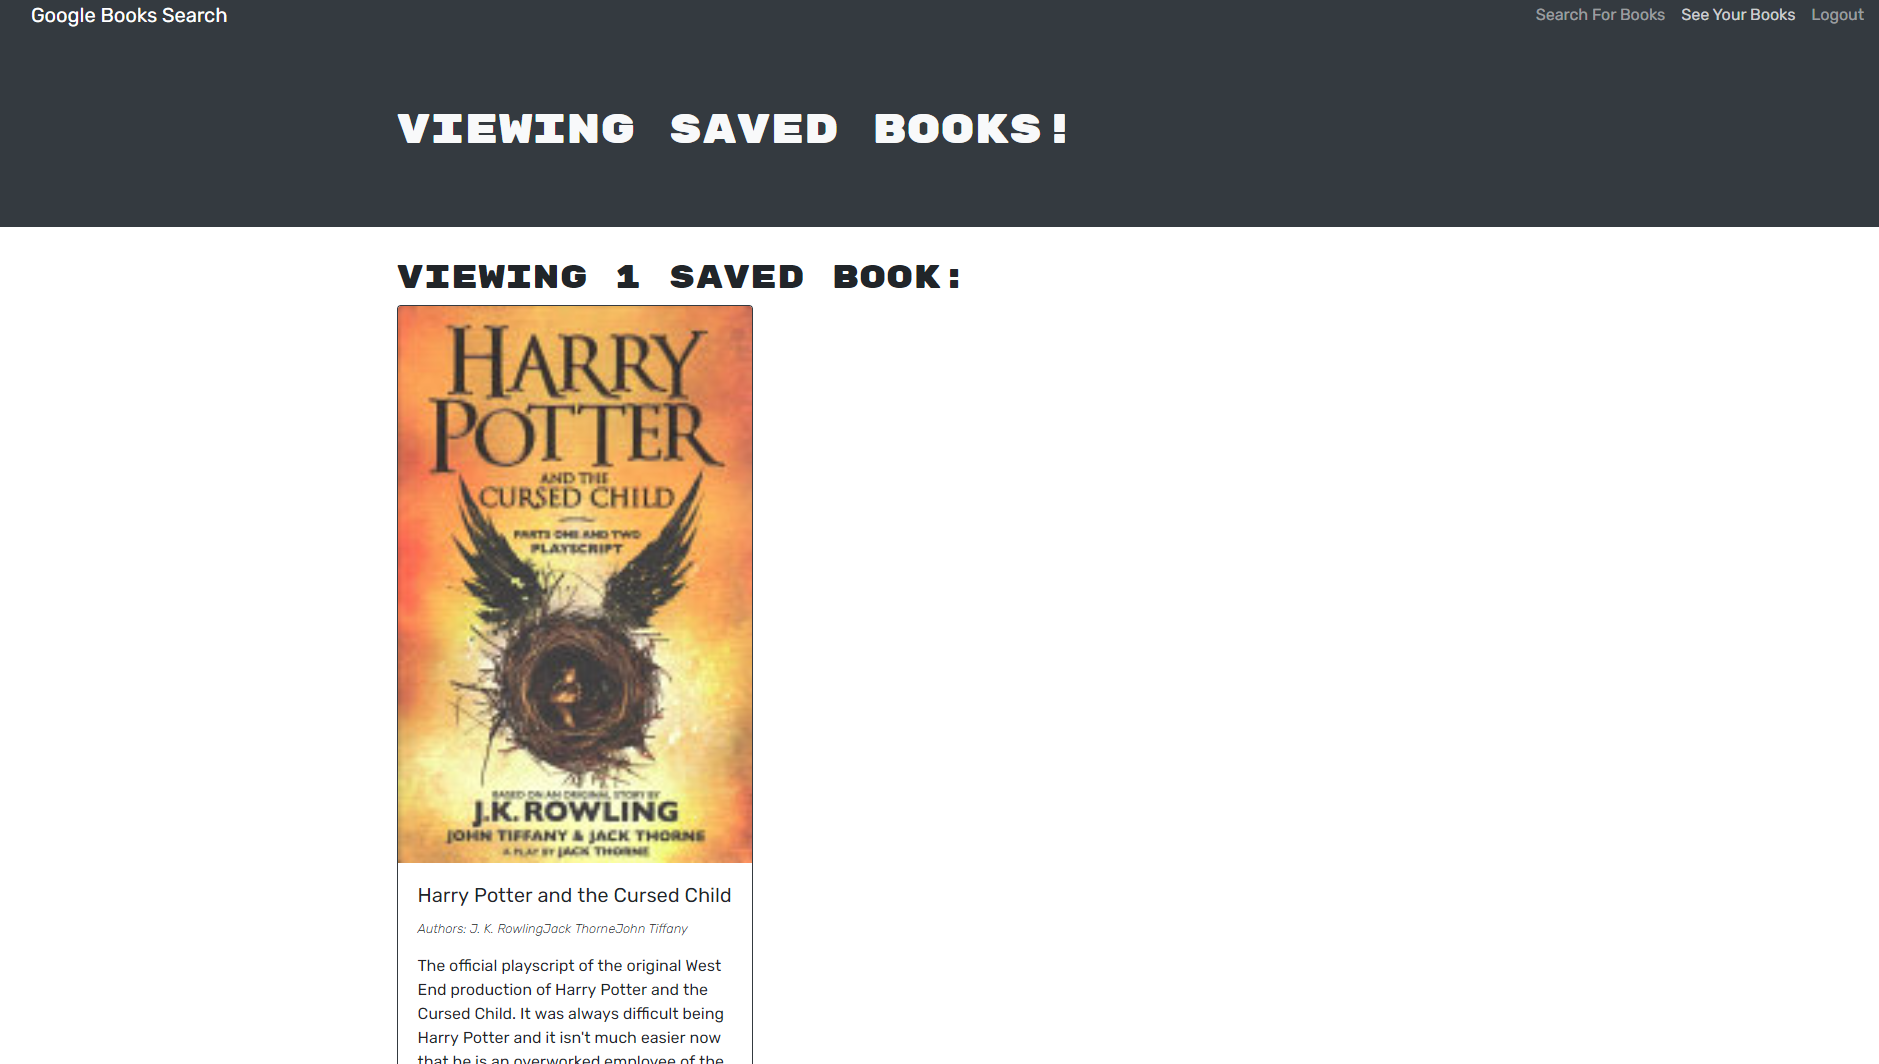 Google Books Search
Search For Books
See Your Books
Logout
VIEWING SAVED BOOKS!
VIEWING 1 SAVED BOOK:
HARRY
POTTER
AND THE
CURSED CHILD
PARTS ONE AND TWO
PLAYSCRIPT
BASED ON AN ORIGINAL STORY BY
J.K. ROWLING
JOHN TIFFANY & JACK THORNE
A PLAY BY JACK THORNE
Harry Potter and the Cursed Child
Authors: J. K. RowlingJack ThorneJohn Tiffany
The official playscript of the original West
End production of Harry Potter and the
Cursed Child. It was always difficult being
Harry Potter and it isn't much easier now
that he is an overworked employee of the